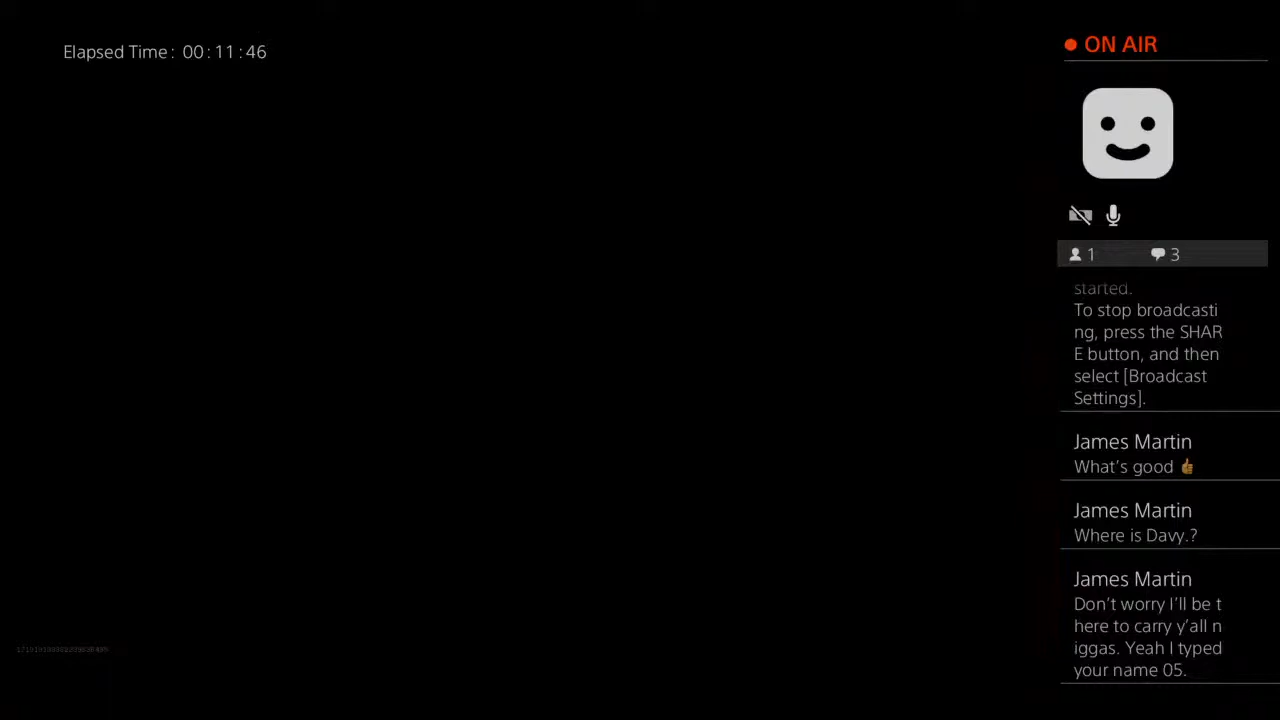 Elapsed Time: 00:11:46
ON AIR
1 3
started.
To stop broadcasti
ng, press the SHAR
E button, and then
select [Broadcast
Settings].
James Martin
What's good 👍🏾
James Martin
Where is Davy.?
James Martin
Don't worry I'll be t
here to carry y'all n
iggas. Yeah I typed
your name 05.